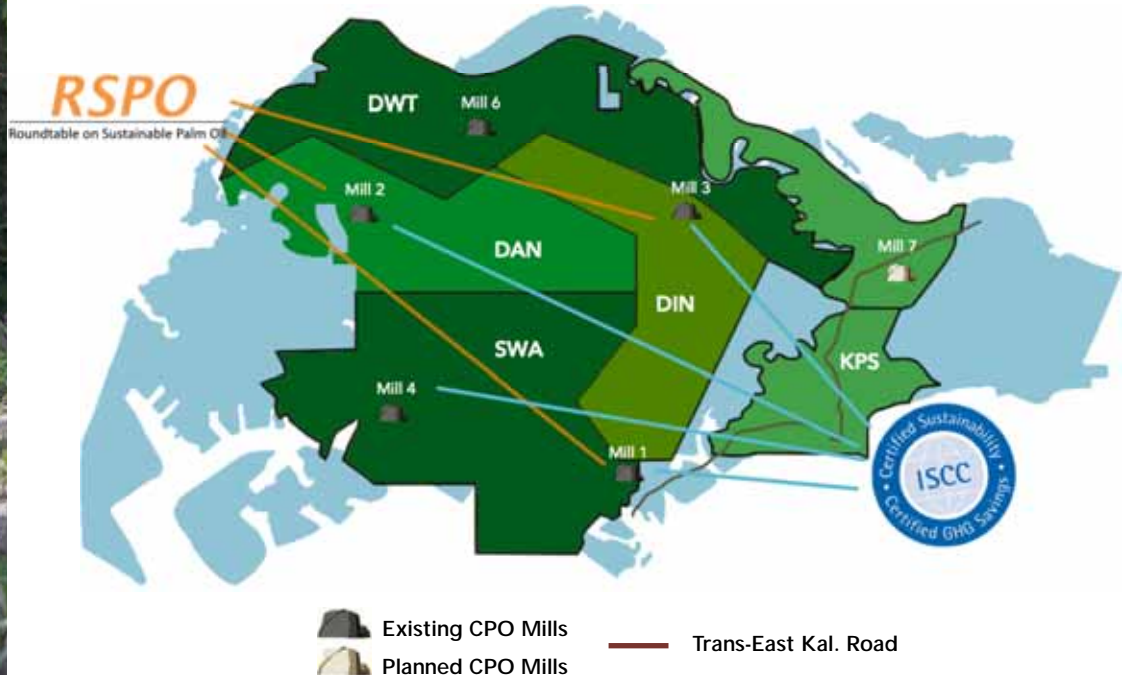 RSPO
Roundtable on Sustainable Palm Oil
DWT
Mill 6
Mill 2
Mill 3
DAN
Mill 7
DIN
SWA
KPS
Mill 4
Mill 1
Certified Sustainability
ISCC
Certified GHG Savings
Existing CPO Mills
Trans-East Kal. Road
Planned CPO Mills